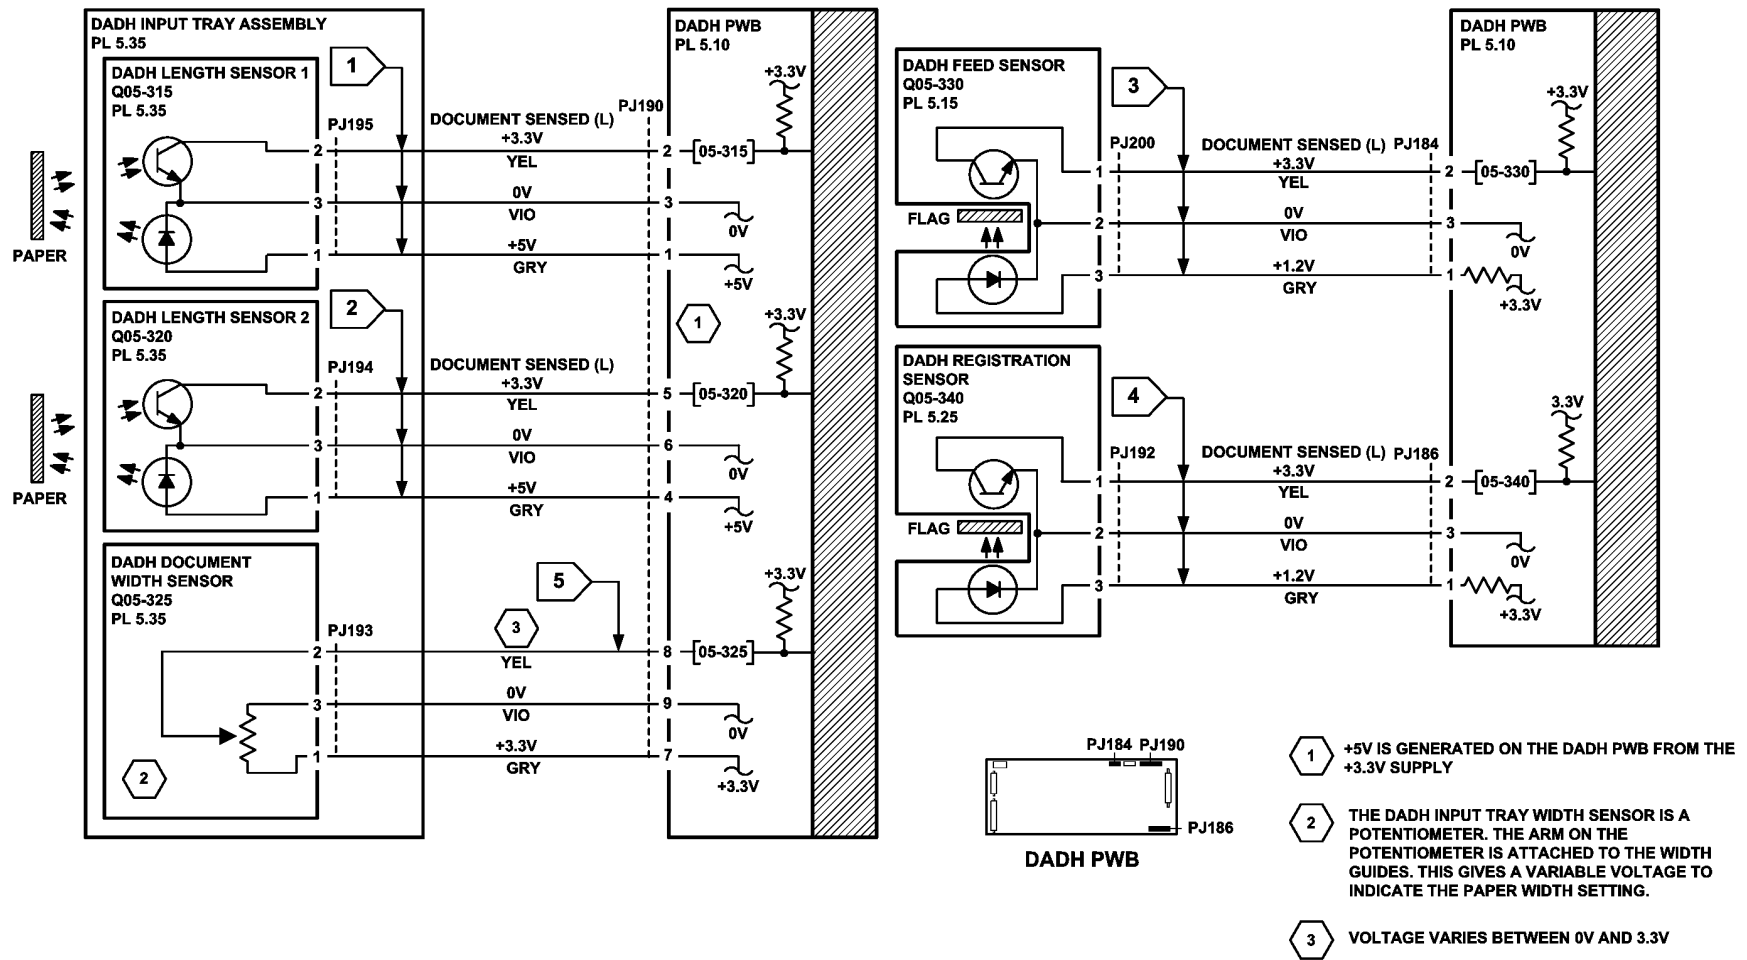 DADH INPUT TRAY ASSEMBLY
PL 5.35
DADH LENGTH SENSOR 1
Q05-315
PL 5.35
1
PJ195
DOCUMENT SENSED (L)
PJ190
DADH PWB
PL 5.10
+3.3V
2
+3.3V
YEL
2
[05-315]
3
0V
VIO
3
0V
1
+5V
GRY
1
+5V
PAPER
DADH LENGTH SENSOR 2
Q05-320
PL 5.35
2
PJ194
DOCUMENT SENSED (L)
1
+3.3V
2
+3.3V
YEL
5
[05-320]
3
0V
VIO
6
0V
1
+5V
GRY
4
+5V
PAPER
DADH DOCUMENT
WIDTH SENSOR
Q05-325
PL 5.35
5
PJ193
3
+3.3V
2
YEL
8
[05-325]
3
0V
VIO
9
0V
1
+3.3V
GRY
7
+3.3V
2
DADH FEED SENSOR
Q05-330
PL 5.15
3
PJ200
DOCUMENT SENSED (L)
PJ184
DADH PWB
PL 5.10
+3.3V
1
+3.3V
YEL
2
[05-330]
FLAG
2
0V
VIO
3
0V
3
+1.2V
GRY
1
+3.3V
DADH REGISTRATION
SENSOR
Q05-340
PL 5.25
4
PJ192
DOCUMENT SENSED (L)
PJ186
3.3V
1
+3.3V
YEL
2
[05-340]
FLAG
2
0V
VIO
3
0V
3
+1.2V
GRY
1
+3.3V
PJ184 PJ190
PJ186
DADH PWB
1
+5V IS GENERATED ON THE DADH PWB FROM THE
+3.3V SUPPLY
2
THE DADH INPUT TRAY WIDTH SENSOR IS A
POTENTIOMETER. THE ARM ON THE
POTENTIOMETER IS ATTACHED TO THE WIDTH
GUIDES. THIS GIVES A VARIABLE VOLTAGE TO
INDICATE THE PAPER WIDTH SETTING.
3
VOLTAGE VARIES BETWEEN 0V AND 3.3V